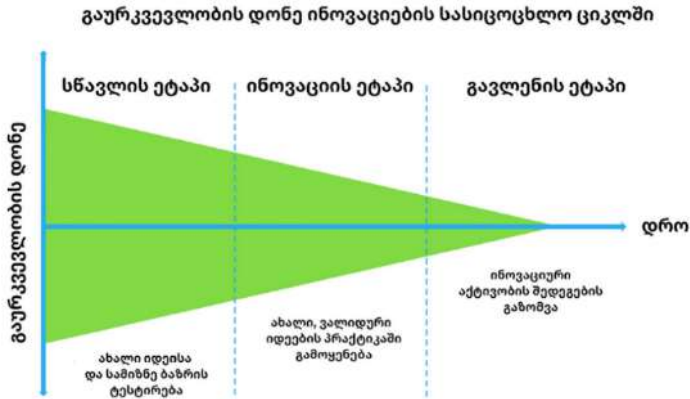 გაურკვევლობის დონე ინოვაციების სასიცოცხლო ციკლში
სწავლის ეტაპი
ინოვაციის ეტაპი
გავლენის ეტაპი
გაურკვევლობის დონე
დრო
ახალი იდეისა
და სამიზნე ბაზრის
ტესტირება
ახალი, ვალიდური
იდეების პრაქტიკაში
გამოყენება
ინოვაციური
აქტივობის შედეგების
გაზომვა